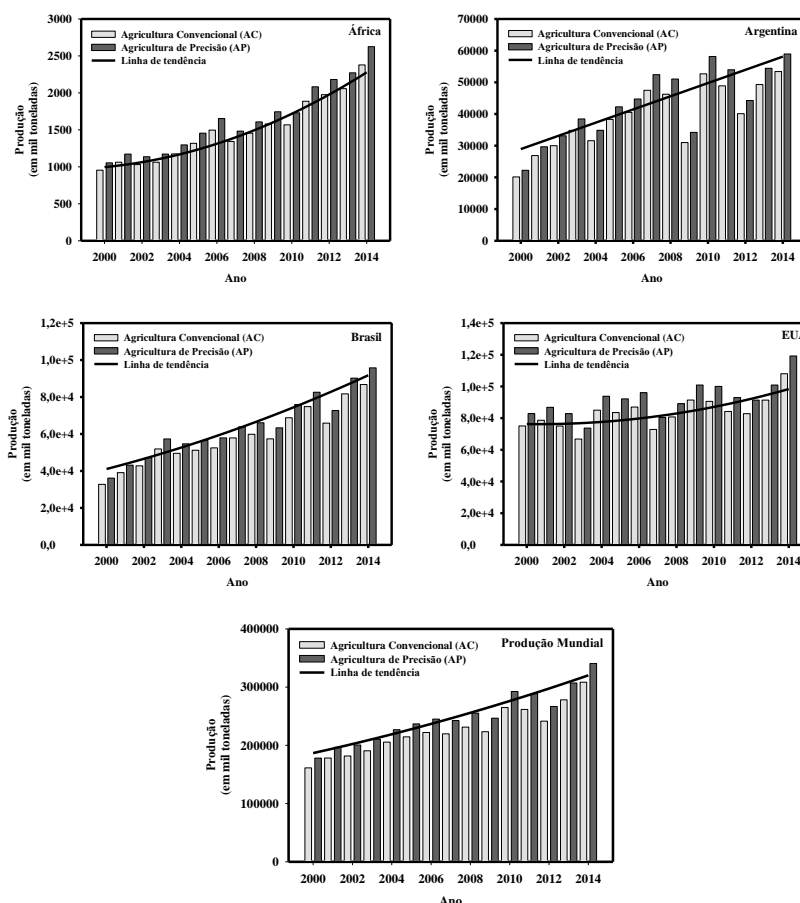 África
Agricultura Convencional (AC)
Agricultura de Precisão (AP)
Linha de tendência
Produção
(em mil toneladas)
3000
2500
2000
1500
1000
500
0
2000 2002 2004 2006 2008 2010 2012 2014
Ano
Argentina
Agricultura Convencional (AC)
Agricultura de Precisão (AP)
Linha de tendência
Produção
(em mil toneladas)
70000
60000
50000
40000
30000
20000
10000
0
2000 2002 2004 2006 2008 2010 2012 2014
Ano
Brasil
Agricultura Convencional (AC)
Agricultura de Precisão (AP)
Linha de tendência
Produção
(em mil toneladas)
1,2e+5
1,0e+5
8,0e+4
6,0e+4
4,0e+4
2,0e+4
0,0
2000 2002 2004 2006 2008 2010 2012 2014
Ano
Agricultura Convencional (AC)
Agricultura de Precisão (AP)
Linha de tendência
Produção
(em mil toneladas)
1,4e+5
1,2e+5
1,0e+5
8,0e+4
6,0e+4
4,0e+4
2,0e+4
0,0
2000 2002 2004 2006 2008 2010 2012 2014
Ano
Produção Mundial
Agricultura Convencional (AC)
Agricultura de Precisão (AP)
Linha de tendência
Produção
(em mil toneladas)
400000
300000
200000
100000
0
2000 2002 2004 2006 2008 2010 2012 2014
Ano